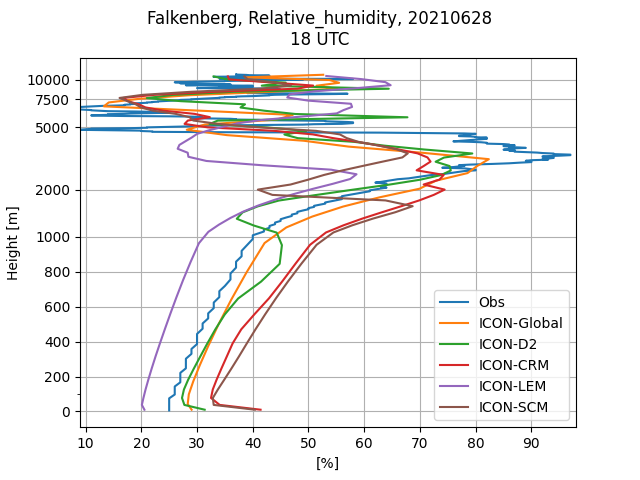 Falkenberg, Relative_humidity, 20210628
18 UTC
10000
7500
5000
2000
1000
800
600
400
200
0
Height [m]
10 20 30 40 50 60 70 80 90
[%]
Obs
ICON-Global
ICON-D2
ICON-CRM
ICON-LEM
ICON-SCM